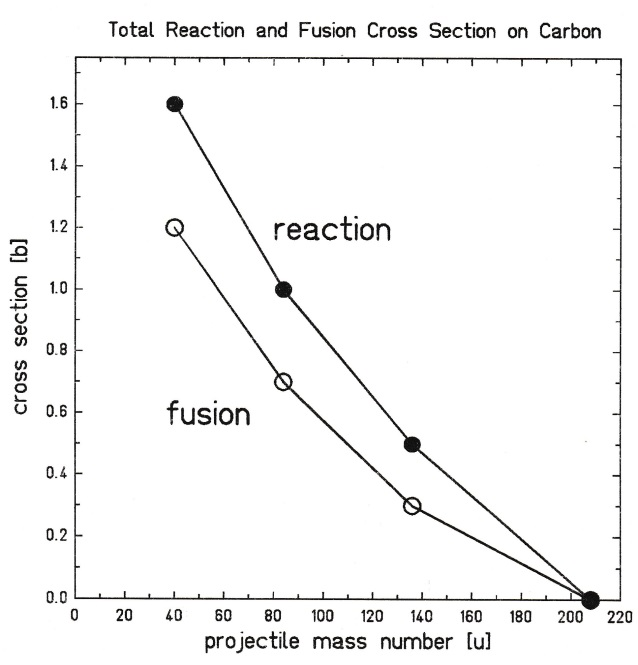 Total Reaction and Fusion Cross Section on Carbon
1.6
1.4
1.2
1.0
0.8
0.6
0.4
0.2
0.0
cross section [b]
reaction
fusion
0 20 40 60 80 100 120 140 160 180 200 220
projectile mass number [u]